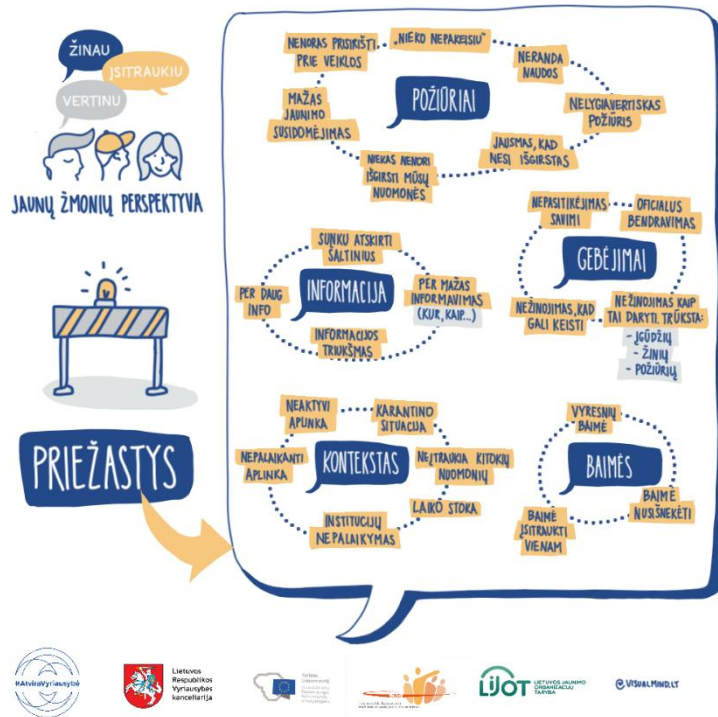 ŽINAU
ĮSITRAUKIU
VERTINU
JAUNŲ ŽMONIŲ PERSPEKTYVA
PRIEŽASTYS
NENORAS PRISIRIŠTI
PRIE VEIKLOS
„NIEKO NEPAKEISIU“
NERANDA
NAUDOS
MAŽAS
JAUNIMO
SUSIDOMĖJIMAS
POŽIŪRIAI
NELYGIAVERTIŠKAS
POŽIŪRIS
JAUSMAS, KAD
NESI IŠGIRSTAS
NIEKAS NENORI
IŠGIRSTI MŪSŲ
NUOMONĖS
SUNKU ATSKIRTI
ŠALTINIUS
PER DAUG
INFO
INFORMACIJA
PER MAŽAS
INFORMAVIMAS
(KUR, KAIP...)
INFORMACIJOS
TRIUKŠMAS
NEPASITIKĖJIMAS
SAVIMI
OFICIALUS
BENDRAVIMAS
GEBĖJIMAI
NEŽINOJIMAS, KAD
GALI KEISTI
NEŽINOJIMAS KAIP
TAI DARYTI, TRŪKSTA:
- ĮGŪDŽIŲ
- ŽINIŲ
- POŽIŪRIŲ
NEAKTYVI
APLINKA
KARANTINO
SITUACIJA
NEPALAIKANTI
APLINKA
KONTEKSTAS
NEĮTRAUKIA KITOKIŲ
NUOMONIŲ
LAIKO STOKA
INSTITUCIJŲ
NEPALAIKYMAS
VYRESNIŲ
BAIMĖ
BAIMĖS
BAIMĖ
ĮSITRAUKTI
VIENAM
BAIMĖ
NUSIŠNEKĖTI
#AtviraVyriausybė
Lietuvos
Respublikos
Vyriausybės
kanceliarija
LiJOT
LIETUVOS JAUNIMO
ORGANIZACIJŲ
TARYBA
@VISUALMIND.LT